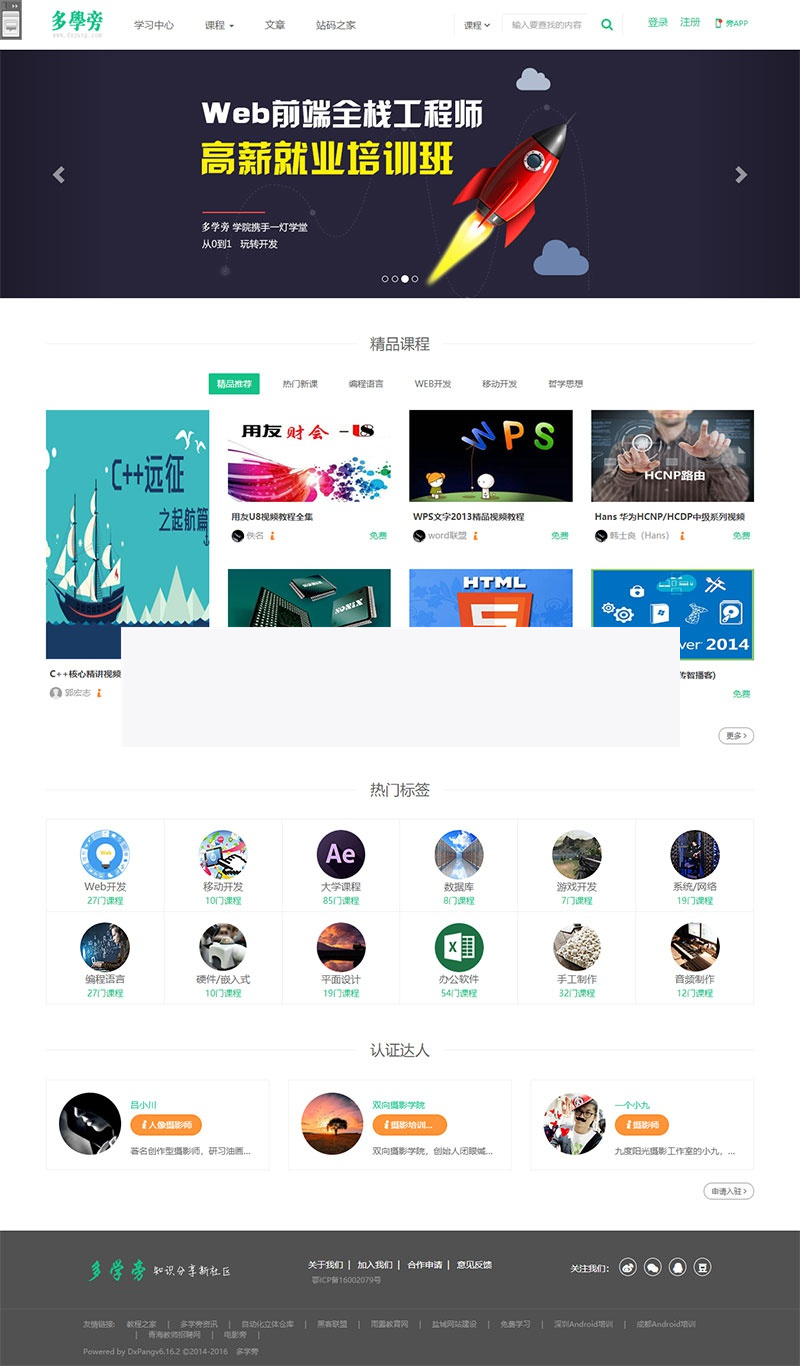 多學旁
www.dxpang.com
学习中心 课程 文章 站码之家 课程 输入要查找的内容 登录 注册 旁APP
Web前端全栈工程师
高薪就业培训班
多学旁 学院携手一灯学堂
从0到1 玩转开发
精品课程
精品推荐 热门新课 编程语言 WEB开发 移动开发 哲学思想
C++远征
之起航篇
用友 财会 -U8
WPS
HCNP路由
用友U8视频教程全集
WPS文字2013精品视频教程
Hans 华为HCNP/HCDP中级系列视频
佚名
免费
word联盟
免费
韩士良（Hans）
免费
SONIX
HTML
5
ver 2014
C++核心精讲视频
传智播客)
郭宏志
免费
更多 >
热门标签
Web
Ae
Web开发 移动开发 大学课程 数据库 游戏开发 系统/网络
27门课程 10门课程 85门课程 8门课程 7门课程 19门课程
编程语言 硬件/嵌入式 平面设计 办公软件 手工制作 音频制作
27门课程 10门课程 19门课程 54门课程 32门课程 12门课程
认证达人
吕小川
人像摄影师
著名创作型摄影师，研习油画...
双向摄影学院
摄影培训...
双向摄影学院，创始人闭眼喊...
一个小九
摄影师
九度阳光摄影工作室的小九，...
申请入驻 >
多学旁 知识分享新社区
关于我们 | 加入我们 | 合作申请 | 意见反馈
鄂ICP备16002079号
关注我们：
友情链接: 教程之家 | 多学旁资讯 | 自动化立体仓库 | 黑客联盟 | 雨露教育网 | 盐城网站建设 | 免费学习 | 深圳Android培训 | 成都Android培训
| 青海教师招聘网 | 电影旁 |
Powered by DxPangv6.16.2 ©2014-2016 多学旁